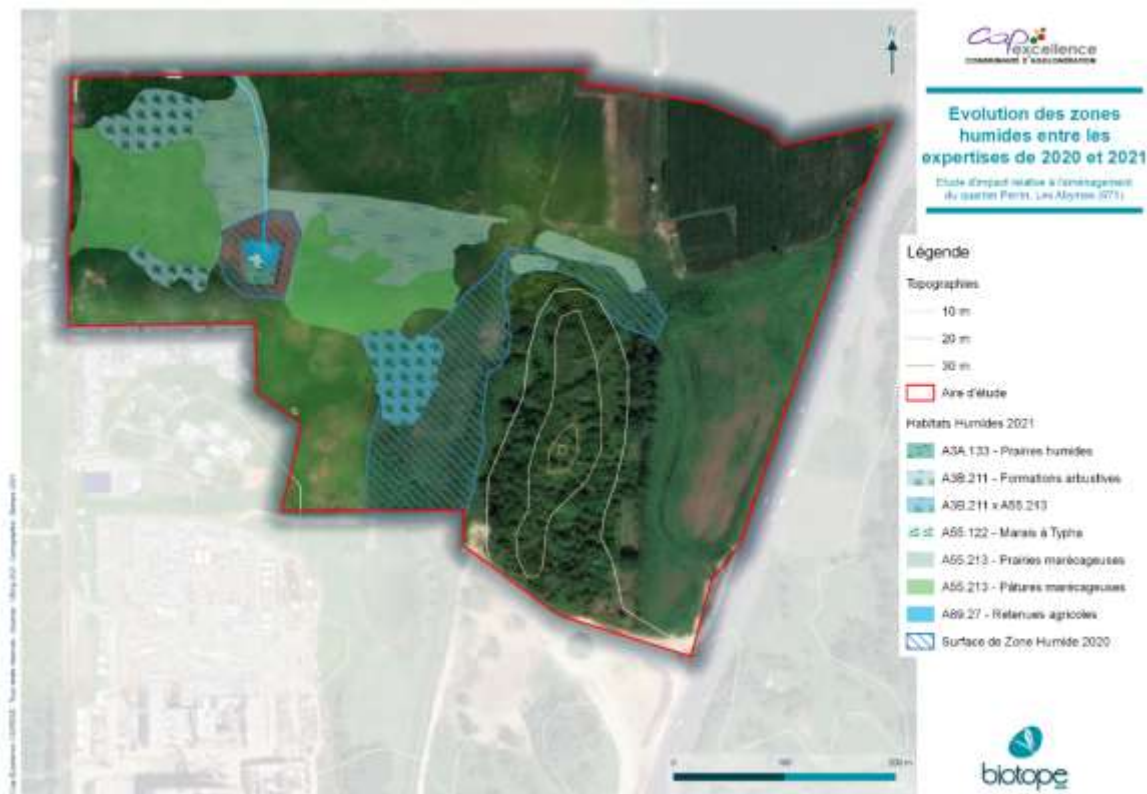 N
Cap excellence
COMMUNAUTÉ D'AGGLOMÉRATION
Evolution des zones
humides entre les
expertises de 2020 et 2021
Etude d'impact relative à l'aménagement
du quartier Perrin, Les Abymes (971)
Légende
Topographies
10 m
20 m
30 m
Aire d'étude
Habitats Humides 2021
A3A.133 - Prairies humides
A3B.211 - Formations arbustives
A3B.211 x A55.213
A55.122 - Marais à Typha
A55.213 - Prairies marécageuses
A55.213 - Pâtures marécageuses
A89.27 - Retenues agricoles
Surface de Zone Humide 2020
0
biotope